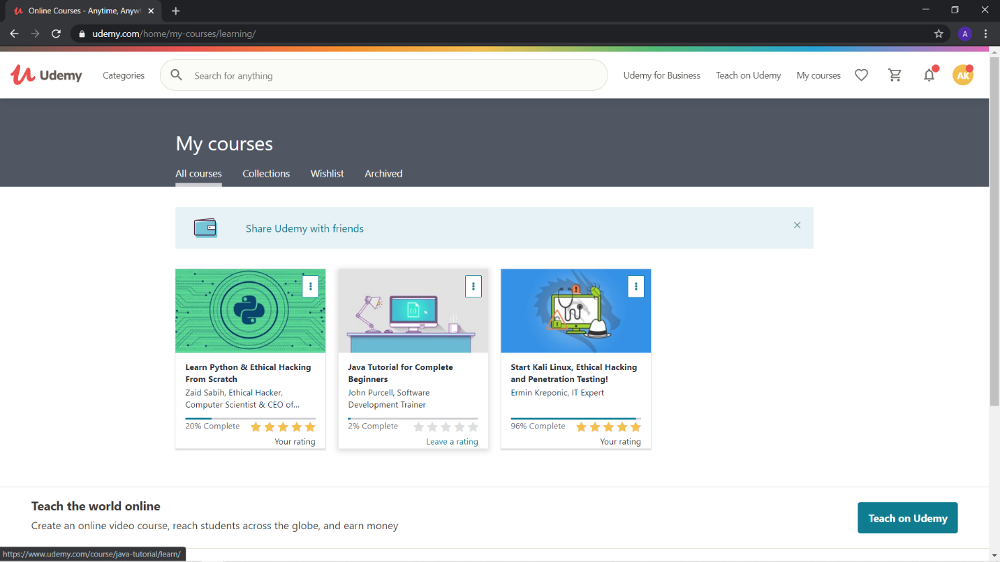 Online Courses - Anytime, Anywh
udemy.com/home/my-courses/learning/
A
Udemy
Categories
Search for anything
Udemy for Business
Teach on Udemy
My courses
AK
My courses
All courses
Collections
Wishlist
Archived
Share Udemy with friends
Learn Python & Ethical Hacking
From Scratch
Zaid Sabih, Ethical Hacker,
Computer Scientist & CEO of...
20% Complete
Your rating
Java Tutorial for Complete
Beginners
John Purcell, Software
Development Trainer
2% Complete
Leave a rating
Start Kali Linux, Ethical Hacking
and Penetration Testing!
Ermin Kreponic, IT Expert
96% Complete
Your rating
Teach the world online
Create an online video course, reach students across the globe, and earn money
Teach on Udemy
https://www.udemy.com/course/java-tutorial/learn/